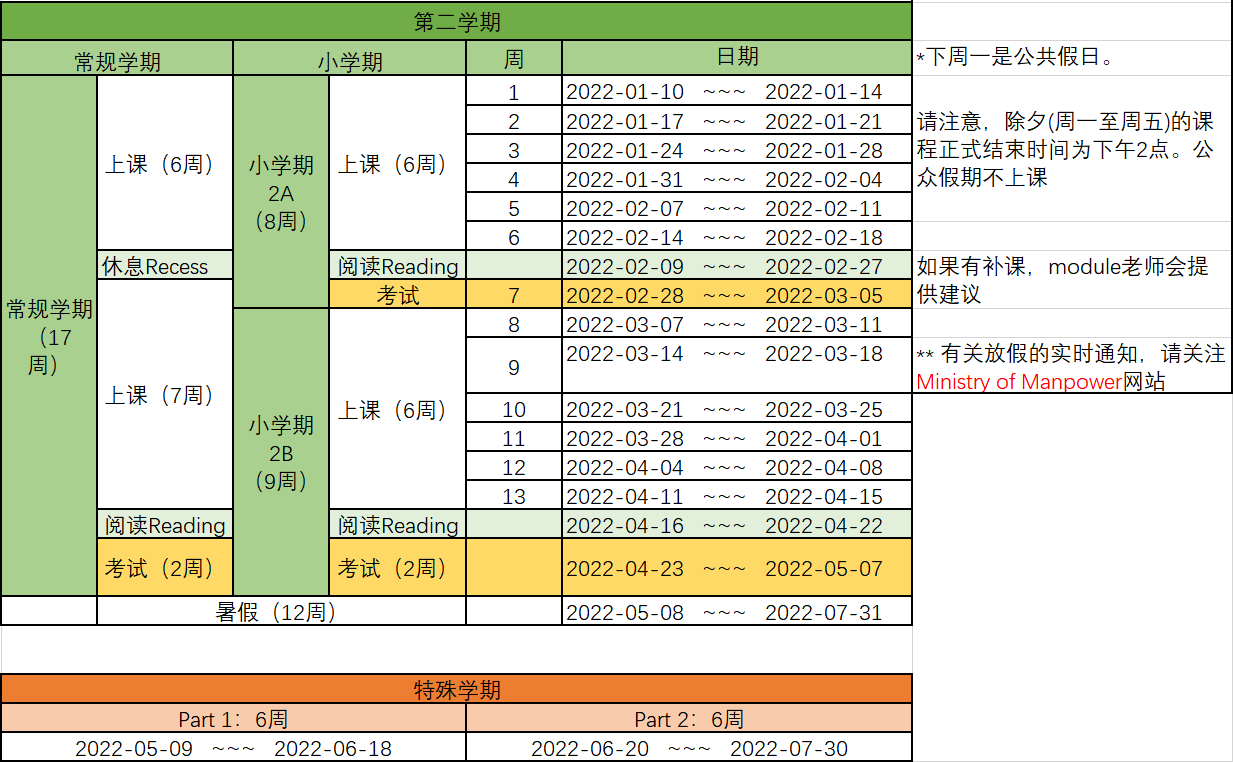 第二学期
常规学期 小学期 周 日期
*下周一是公共假日。
1 2022-01-10 ~~~ 2022-01-14
2 2022-01-17 ~~~ 2022-01-21
3 2022-01-24 ~~~ 2022-01-28
4 2022-01-31 ~~~ 2022-02-04
5 2022-02-07 ~~~ 2022-02-11
6 2022-02-14 ~~~ 2022-02-18
上课（6周）
小学期
2A
（8周）
上课（6周）
请注意，除夕(周一至周五)的课
程正式结束时间为下午2点。公
众假期不上课
休息Recess 阅读Reading 2022-02-09 ~~~ 2022-02-27
考试 7 2022-02-28 ~~~ 2022-03-05
如果有补课，module老师会提
供建议
常规学期
（17
周）
上课（7周）
小学期
2B
（9周）
上课（6周）
8 2022-03-07 ~~~ 2022-03-11
9 2022-03-14 ~~~ 2022-03-18
10 2022-03-21 ~~~ 2022-03-25
11 2022-03-28 ~~~ 2022-04-01
12 2022-04-04 ~~~ 2022-04-08
13 2022-04-11 ~~~ 2022-04-15
** 有关放假的实时通知，请关注
Ministry of Manpower网站
阅读Reading 阅读Reading 2022-04-16 ~~~ 2022-04-22
考试（2周） 考试（2周） 2022-04-23 ~~~ 2022-05-07
暑假（12周） 2022-05-08 ~~~ 2022-07-31
特殊学期
Part 1：6周 Part 2：6周
2022-05-09 ~~~ 2022-06-18 2022-06-20 ~~~ 2022-07-30